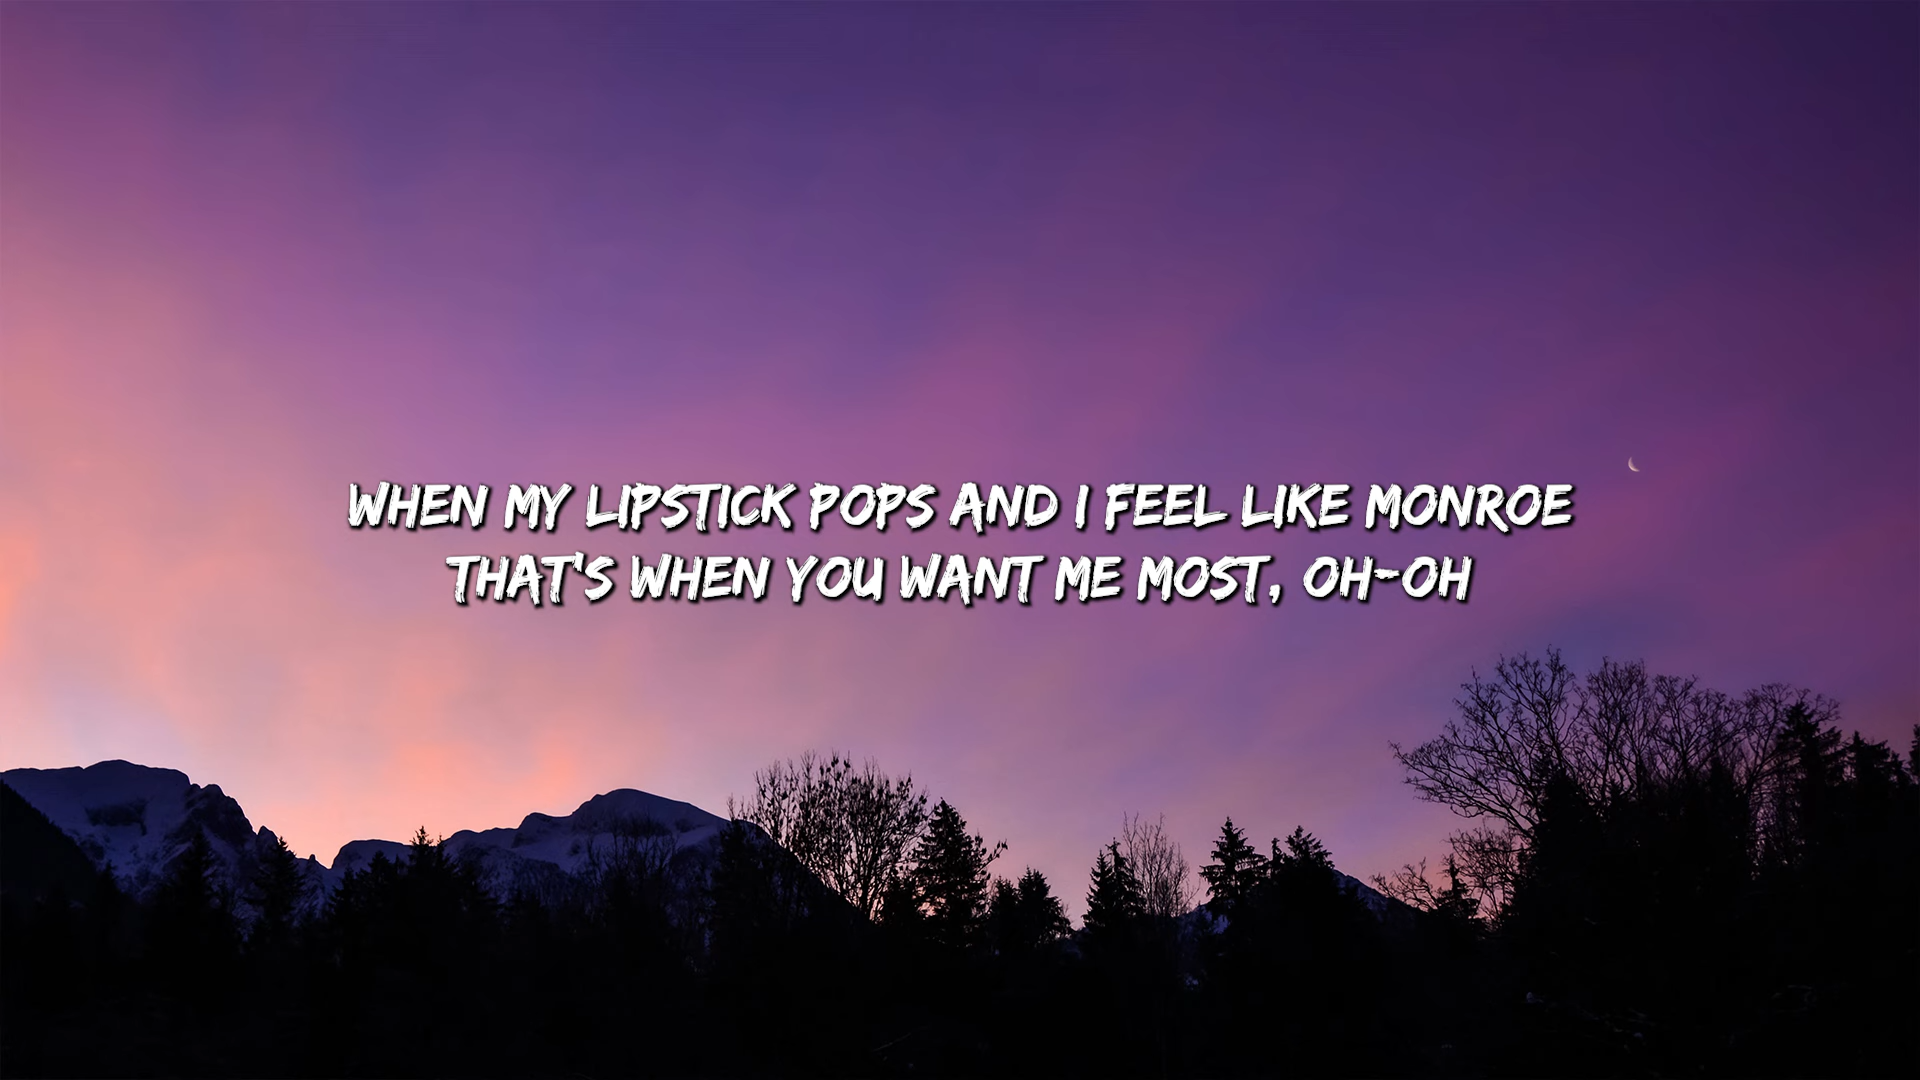 WHEN MY LIPSTICK POPS AND I FEEL LIKE MONROE
THAT'S WHEN YOU WANT ME MOST, OH-OH